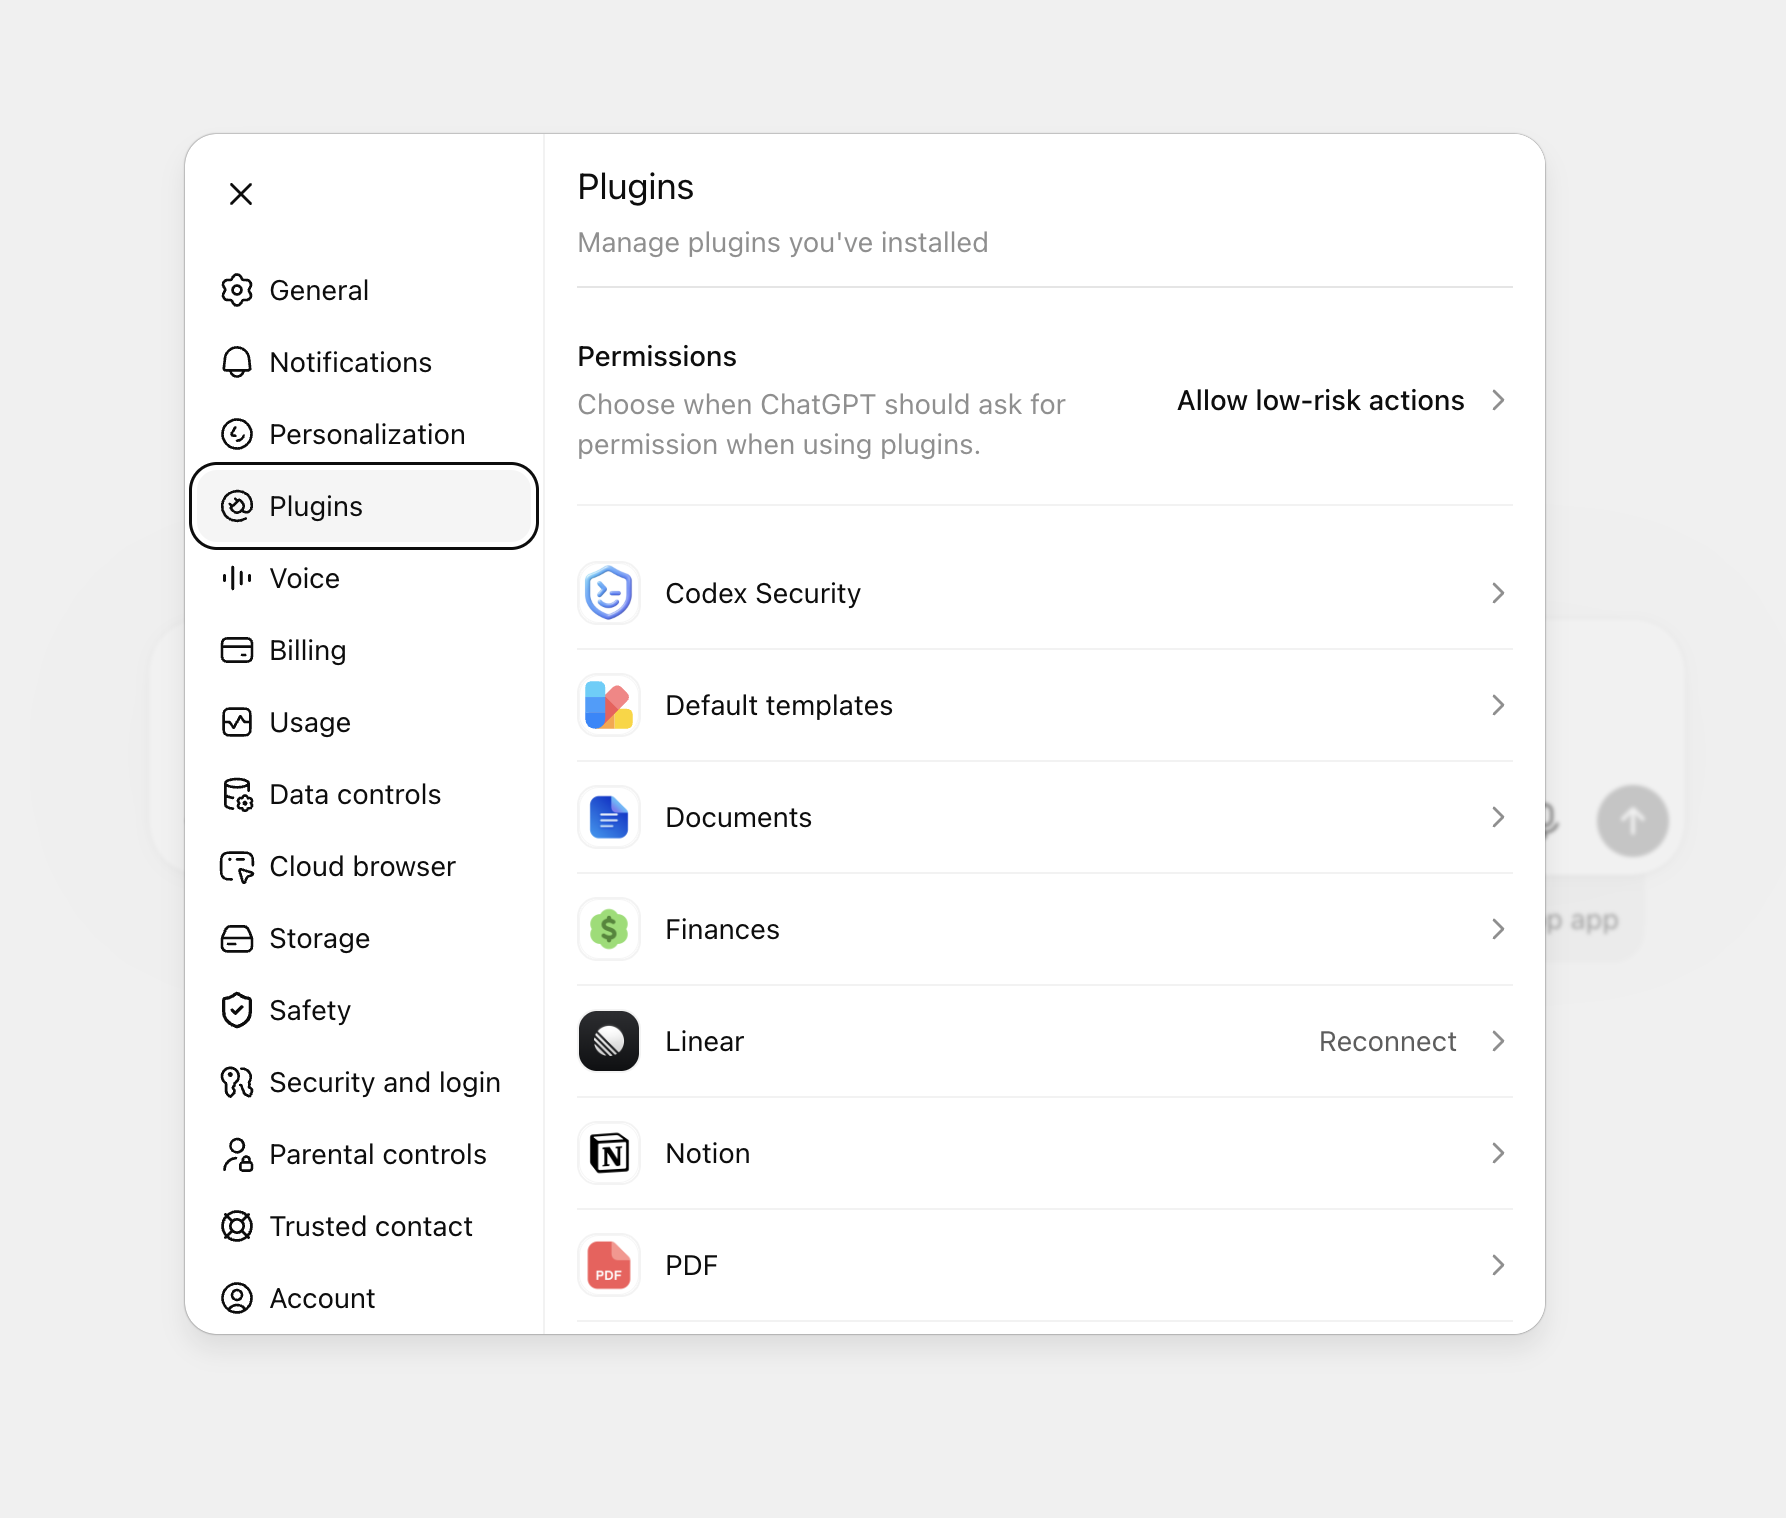 Plugins
Manage plugins you've installed
General
Notifications
Personalization
Plugins
Voice
Billing
Usage
Data controls
Cloud browser
Storage
Safety
Security and login
Parental controls
Trusted contact
Account
Permissions
Choose when ChatGPT should ask for
permission when using plugins.
Allow low-risk actions
Codex Security
Default templates
Documents
Finances
Linear
Reconnect
Notion
PDF
PDF
app